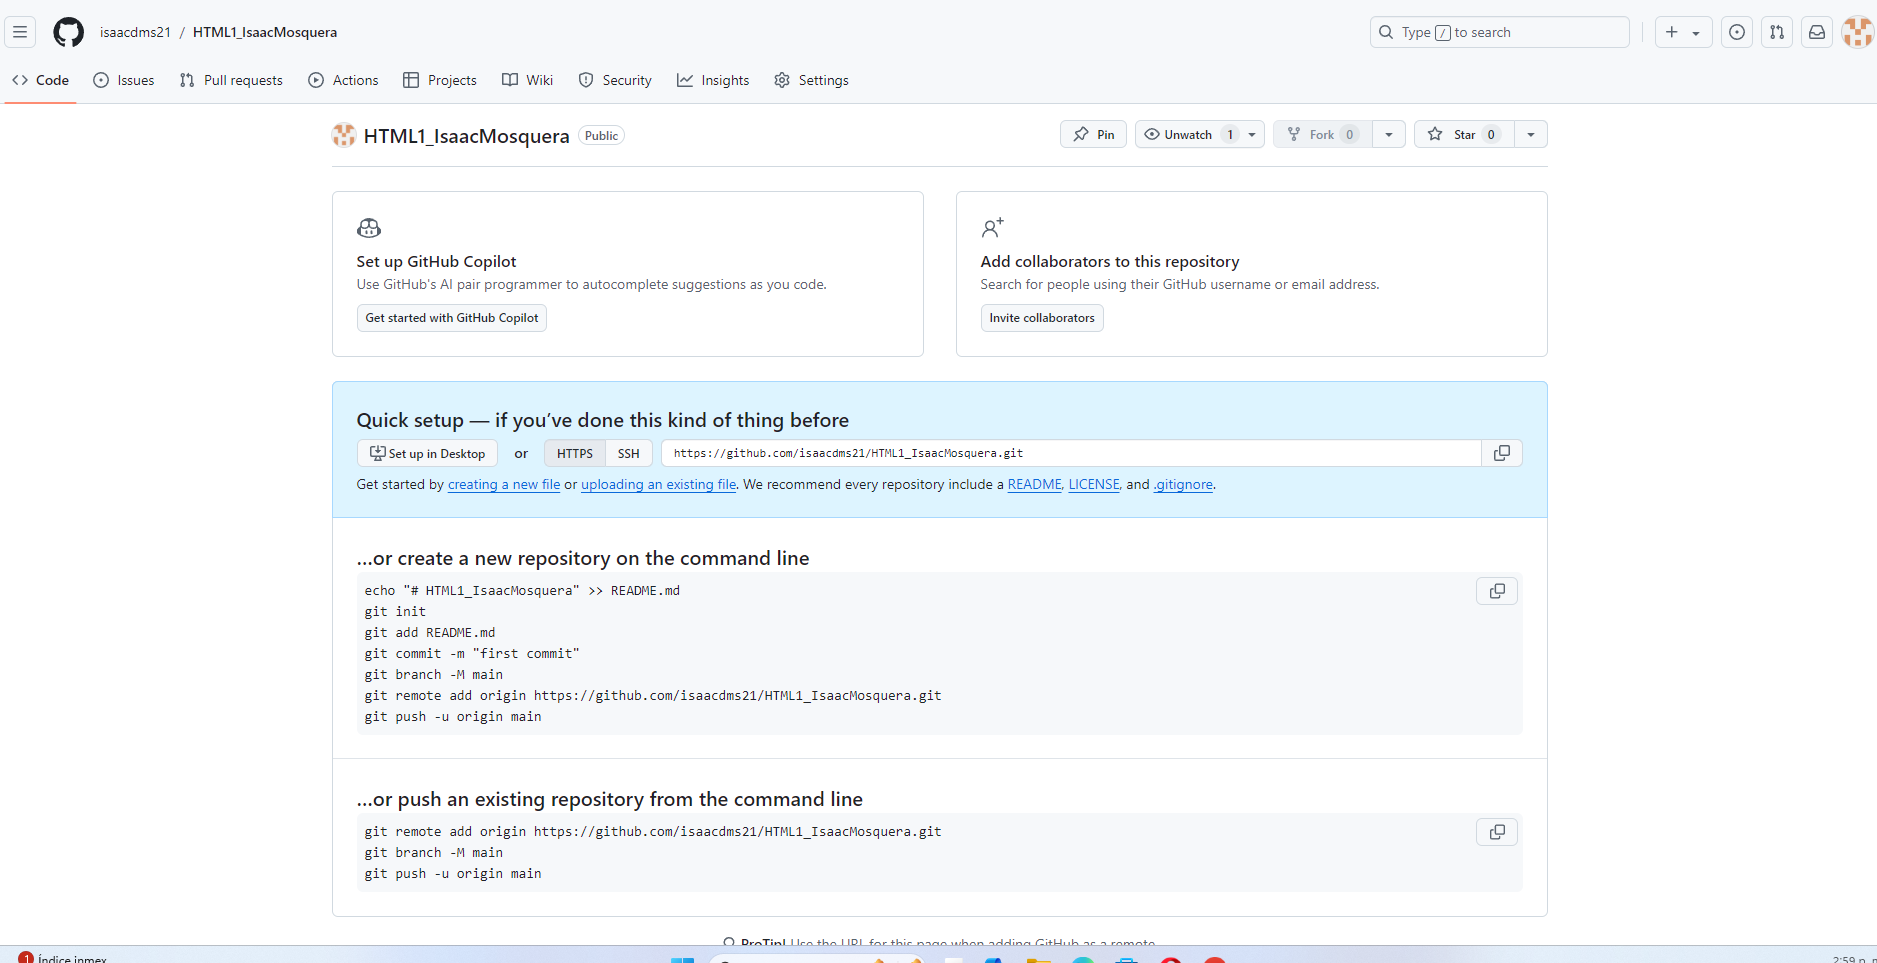 isaacdms21 / HTML1_IsaacMosquera
Type / to search
Code Issues Pull requests Actions Projects Wiki Security Insights Settings
HTML1_IsaacMosquera Public
Pin Unwatch 1 Fork 0 Star 0
Set up GitHub Copilot
Use GitHub's AI pair programmer to autocomplete suggestions as you code.
Get started with GitHub Copilot
Add collaborators to this repository
Search for people using their GitHub username or email address.
Invite collaborators
Quick setup — if you’ve done this kind of thing before
Set up in Desktop or HTTPS SSH https://github.com/isaacdms21/HTML1_IsaacMosquera.git
Get started by creating a new file or uploading an existing file. We recommend every repository include a README, LICENSE, and .gitignore.
…or create a new repository on the command line
echo "# HTML1_IsaacMosquera" >> README.md
git init
git add README.md
git commit -m "first commit"
git branch -M main
git remote add origin https://github.com/isaacdms21/HTML1_IsaacMosquera.git
git push -u origin main
…or push an existing repository from the command line
git remote add origin https://github.com/isaacdms21/HTML1_IsaacMosquera.git
git branch -M main
git push -u origin main
ProTip! Use the URL for this page when adding GitHub as a remote.
1 Índice inmex
2:59 p.